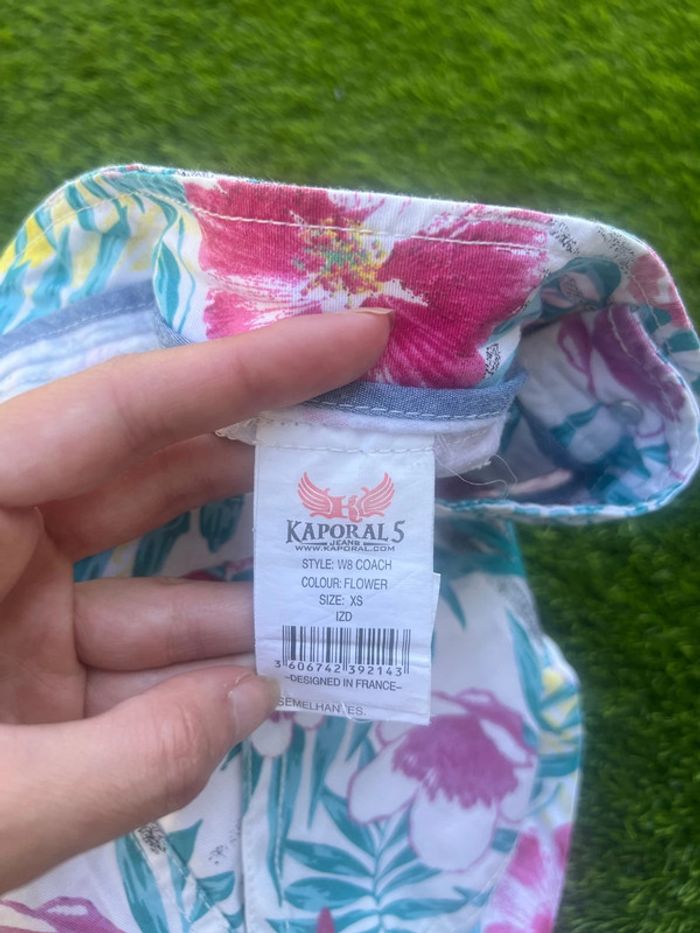 K
KAPORAL 5
JEANS
WWW.KAPORAL.COM
STYLE: W8 COACH
COLOUR: FLOWER
SIZE: XS
IZD
3 606742 392143
-DESIGNED IN FRANCE-
SEMELHANTES.